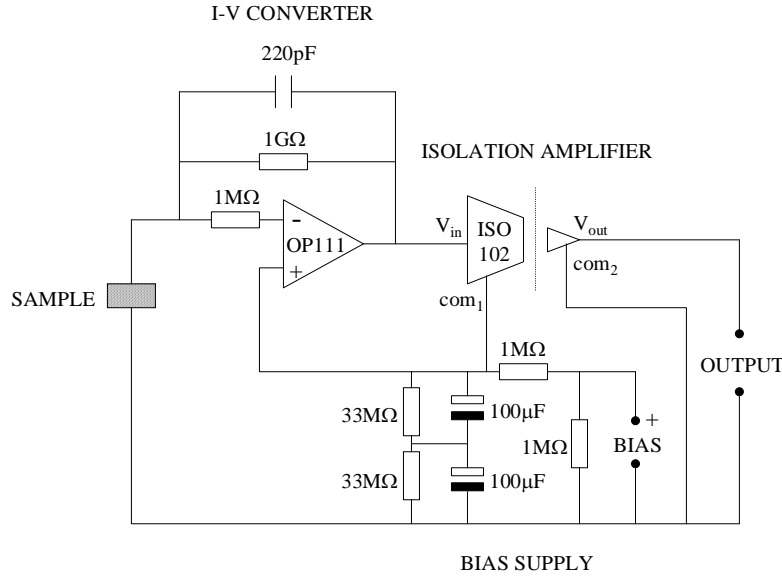 I-V CONVERTER
220pF
1GΩ
ISOLATION AMPLIFIER
1MΩ
-
OP111
+
V_in
ISO
102
V_out
com_2
com_1
SAMPLE
1MΩ
OUTPUT
33MΩ
100μF
1MΩ
+
BIAS
33MΩ
100μF
BIAS SUPPLY